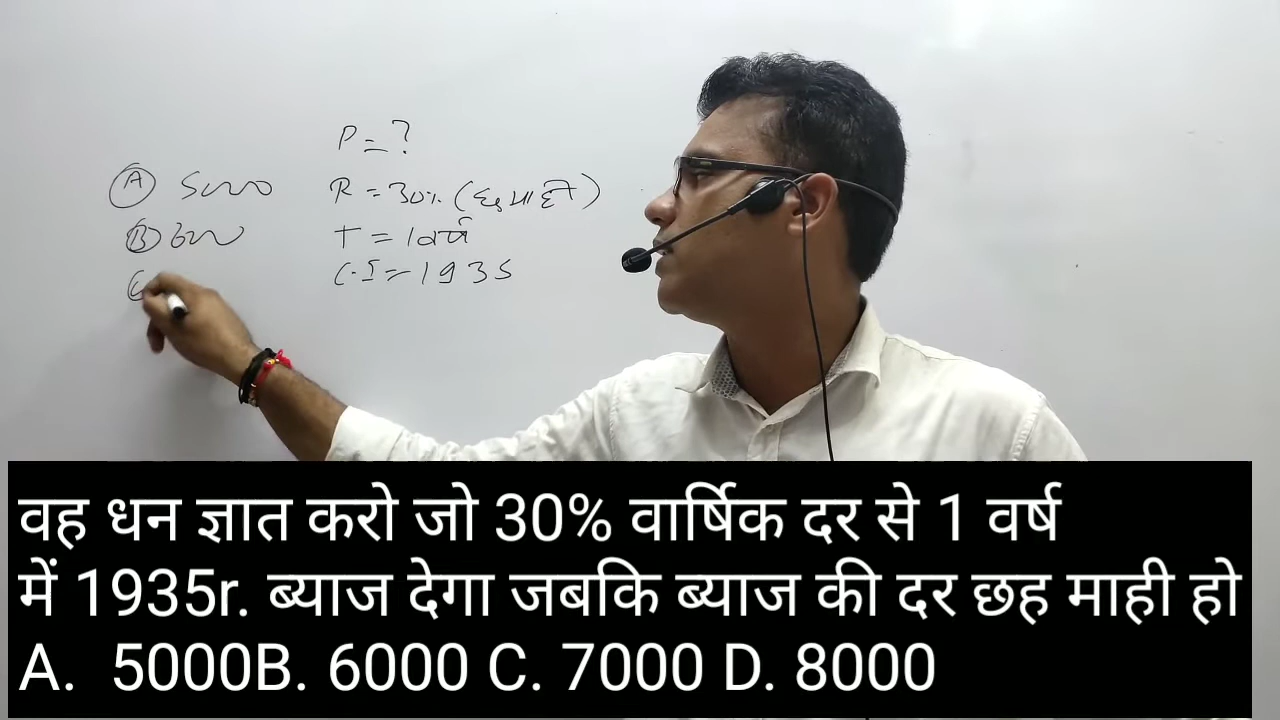 P = ?
(A) 5000
R = 30% (छः माही)
(B) 6000
T = 1 वर्ष
(C
C.I = 1935
वह धन ज्ञात करो जो 30% वार्षिक दर से 1 वर्ष
में 1935r. ब्याज देगा जबकि ब्याज की दर छह माही हो
A. 5000B. 6000 C. 7000 D. 8000